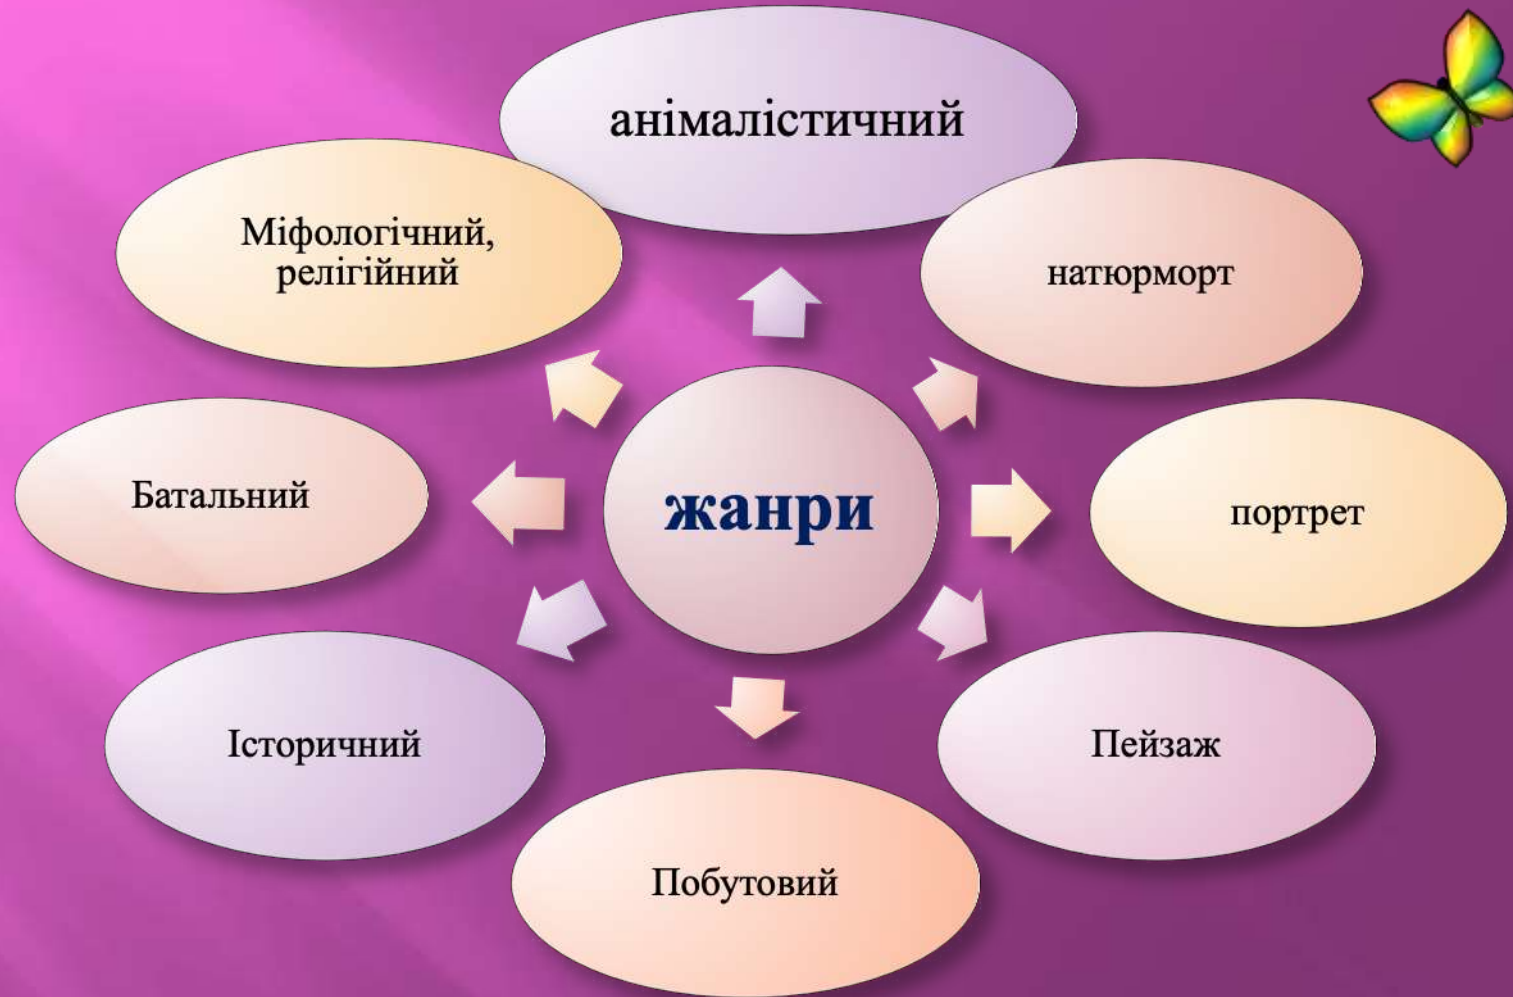 анімалістичний
Міфологічний,
релігійний
натюрморт
Батальний
жанри
портрет
Історичний
Пейзаж
Побутовий